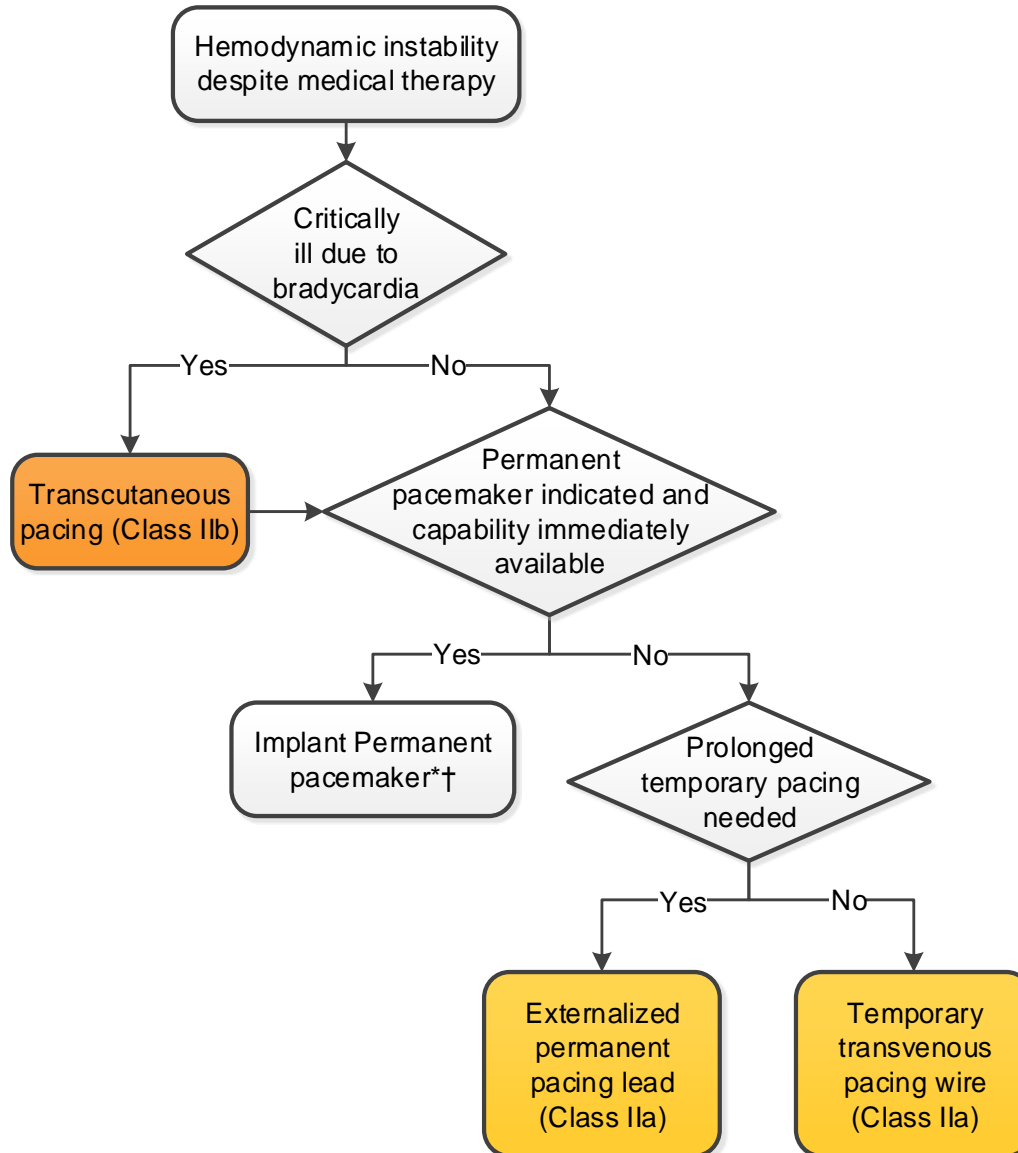 Hemodynamic instability
despite medical therapy
Critically
ill due to
bradycardia
Yes
No
Transcutaneous
pacing (Class IIb)
Permanent
pacemaker indicated and
capability immediately
available
Yes
No
Implant Permanent
pacemaker*†
Prolonged
temporary pacing
needed
Yes
No
Externalized
permanent
pacing lead
(Class IIa)
Temporary
transvenous
pacing wire
(Class IIa)